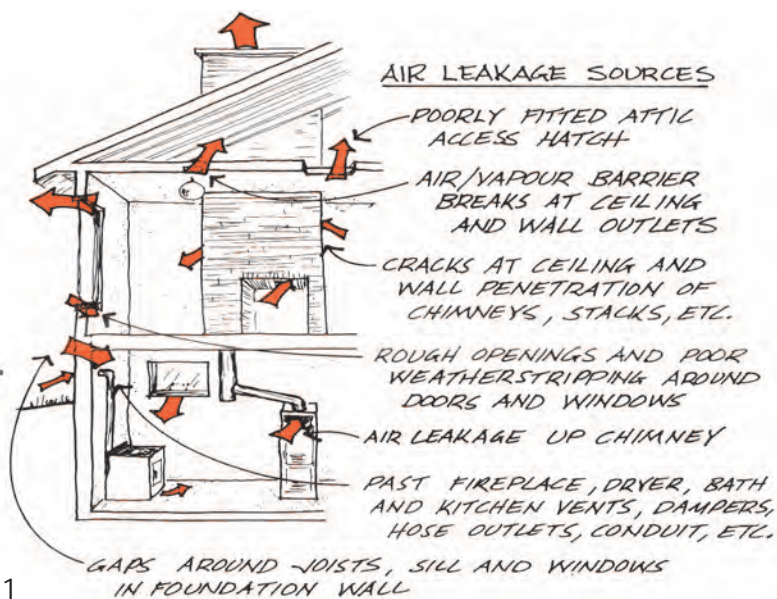 AIR LEAKAGE SOURCES
POORLY FITTED ATTIC
ACCESS HATCH
AIR/VAPOUR BARRIER
BREAKS AT CEILING
AND WALL OUTLETS
CRACKS AT CEILING AND
WALL PENETRATION OF
CHIMNEYS, STACKS, ETC.
ROUGH OPENINGS AND POOR
WEATHERSTRIPPING AROUND
DOORS AND WINDOWS
AIR LEAKAGE UP CHIMNEY
PAST FIREPLACE, DRYER, BATH
AND KITCHEN VENTS, DAMPERS,
HOSE OUTLETS, CONDUIT, ETC.
GAPS AROUND JOISTS, SILL AND WINDOWS
IN FOUNDATION WALL
1